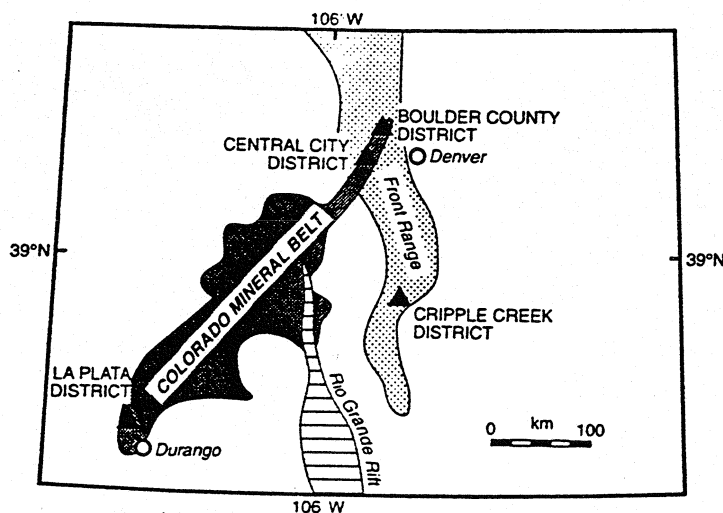 106° W
BOULDER COUNTY
DISTRICT
CENTRAL CITY
DISTRICT
Denver
Front Range
39°N
39°N
COLORADO MINERAL BELT
CRIPPLE CREEK
DISTRICT
LA PLATA
DISTRICT
Rio Grande Rift
km
0 100
Durango
106° W